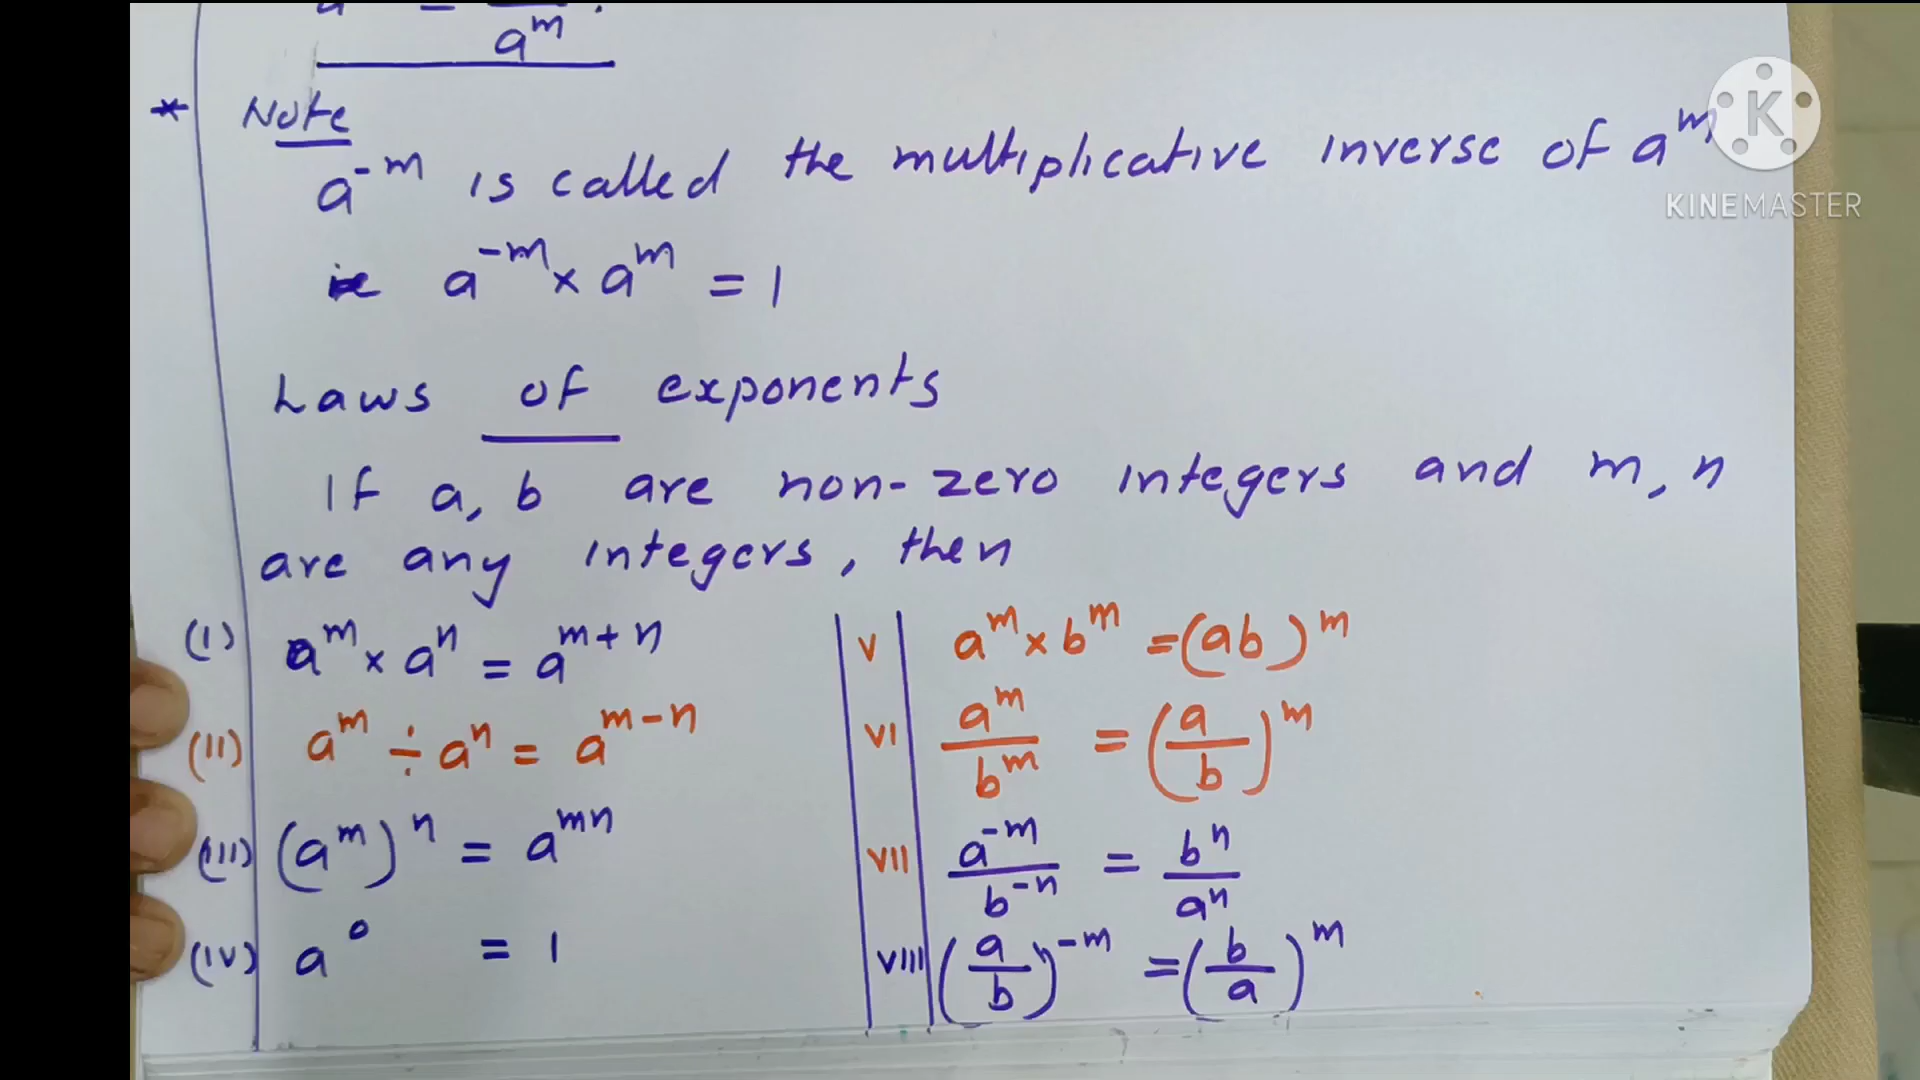 a^m
* Note
a^-m is called the multiplicative inverse of a^m
ie a^-m × a^m = 1
Laws of exponents
If a, b are non-zero integers and m, n
are any integers, then
(I) a^m × a^n = a^m+n
(II) a^m ÷ a^n = a^m-n
(III) (a^m)^n = a^mn
(IV) a^0 = 1
V a^m × b^m = (ab)^m
VI a^m/b^m = (a/b)^m
VII a^-m/b^-n = b^n/a^n
VIII (a/b)^-m = (b/a)^m
K
KINEMASTER